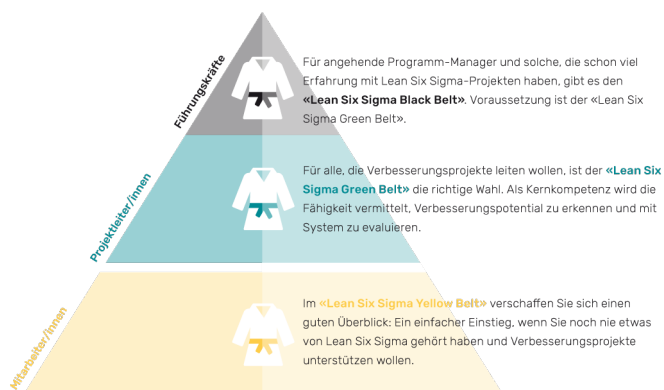 Führungskräfte
Für angehende Programm-Manager und solche, die schon viel
Erfahrung mit Lean Six Sigma-Projekten haben, gibt es den
«Lean Six Sigma Black Belt». Voraussetzung ist der «Lean Six
Sigma Green Belt».
Projektleiter/innen
Für alle, die Verbesserungsprojekte leiten wollen, ist der «Lean Six
Sigma Green Belt» die richtige Wahl. Als Kernkompetenz wird die
Fähigkeit vermittelt, Verbesserungspotential zu erkennen und mit
System zu evaluieren.
Mitarbeiter/innen
Im «Lean Six Sigma Yellow Belt» verschaffen Sie sich einen
guten Überblick: Ein einfacher Einstieg, wenn Sie noch nie etwas
von Lean Six Sigma gehört haben und Verbesserungsprojekte
unterstützen wollen.